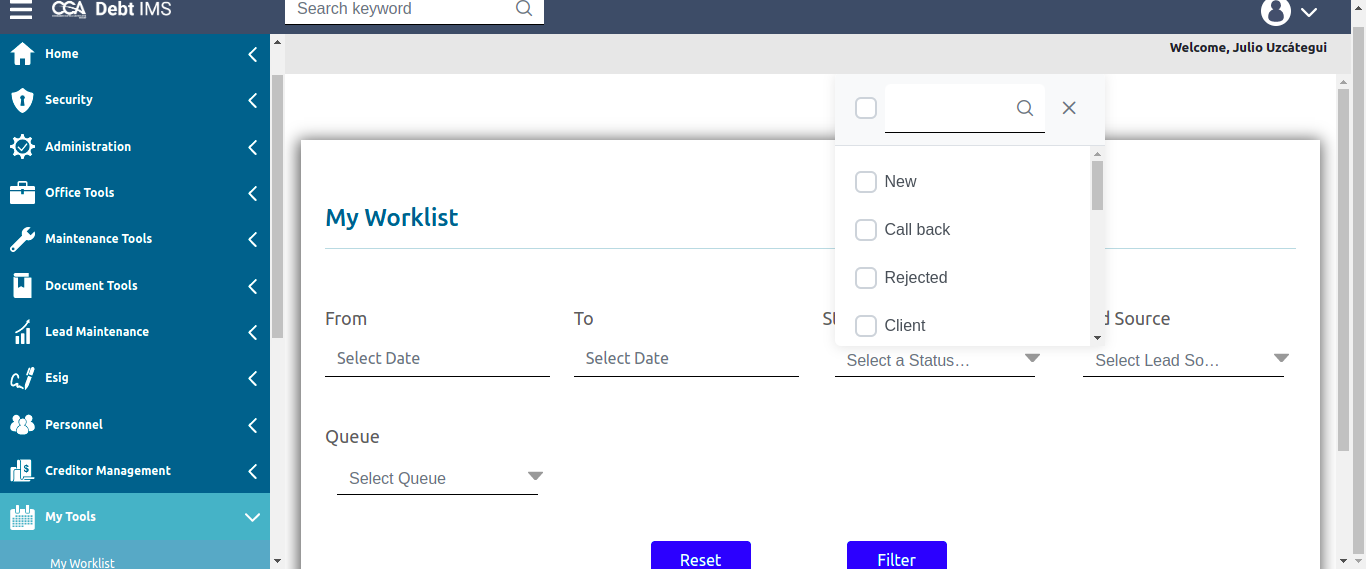 CGA Debt IMS
Search keyword
Welcome, Julio Uzcátegui
Home
Security
Administration
Office Tools
Maintenance Tools
Document Tools
Lead Maintenance
Esig
Personnel
Creditor Management
My Tools
My Worklist
My Worklist
New
Call back
Rejected
Client
From
To
St
d Source
Select Date
Select Date
Select a Status…
Select Lead So…
Queue
Select Queue
Reset
Filter